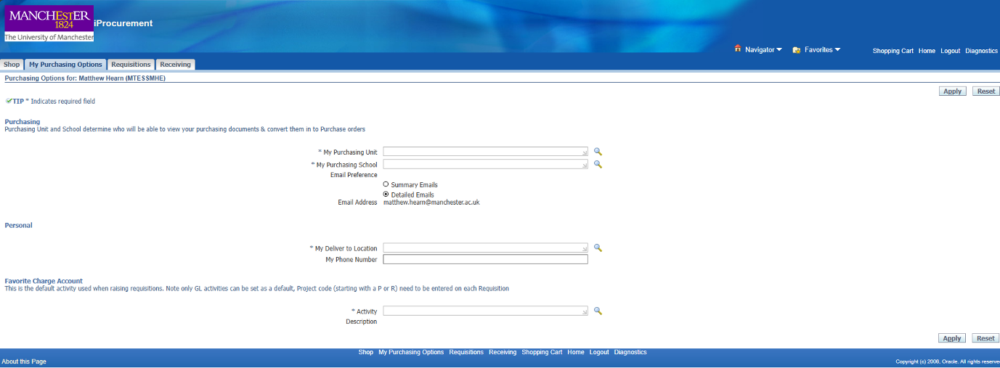 MANCHESTER
1824
The University of Manchester
iProcurement
Navigator Favorites Shopping Cart Home Logout Diagnostics
Shop My Purchasing Options Requisitions Receiving
Purchasing Options for: Matthew Hearn (MTESSMHE)
Apply Reset
TIP * Indicates required field
Purchasing
Purchasing Unit and School determine who will be able to view your purchasing documents & convert them in to Purchase orders
* My Purchasing Unit
* My Purchasing School
Email Preference
Summary Emails
Detailed Emails
Email Address matthew.hearn@manchester.ac.uk
Personal
* My Deliver to Location
My Phone Number
Favorite Charge Account
This is the default activity used when raising requisitions. Note only GL activities can be set as a default, Project code (starting with a P or R) need to be entered on each Requisition
* Activity
Description
Apply Reset
Shop My Purchasing Options Requisitions Receiving Shopping Cart Home Logout Diagnostics
About this Page
Copyright (c) 2006, Oracle. All rights reserve